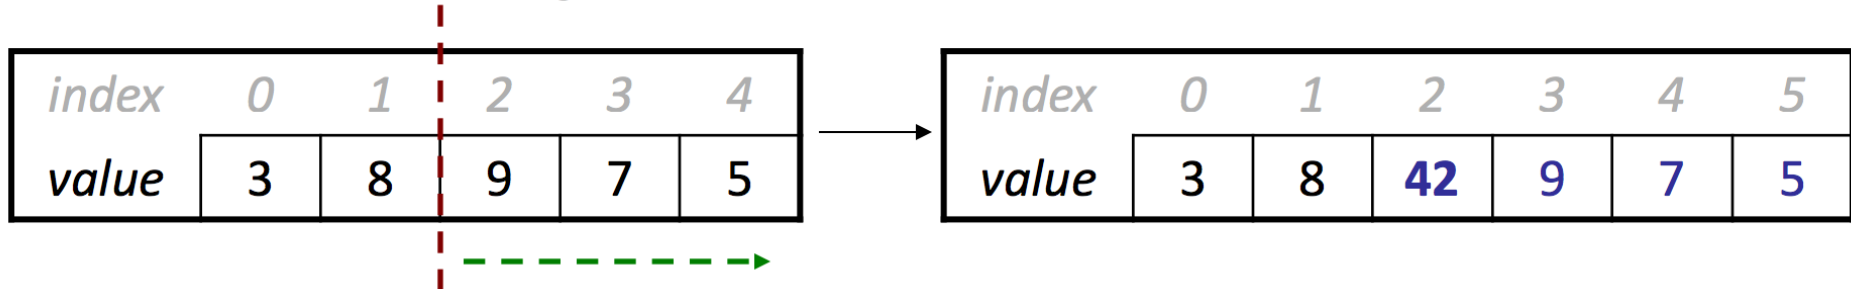 index 0 1 2 3 4
value 3 8 9 7 5
index 0 1 2 3 4 5
value 3 8 42 9 7 5